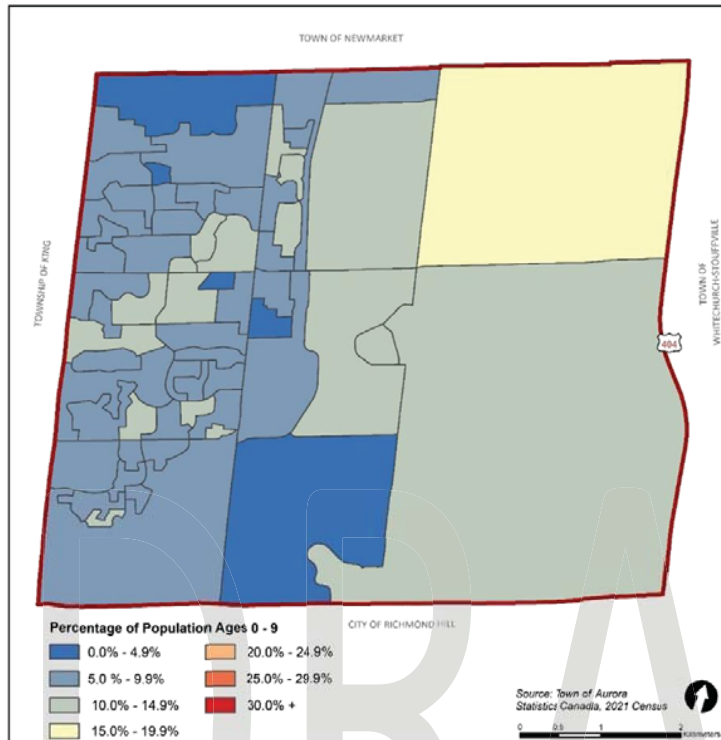 TOWN OF NEWMARKET
TOWNSHIP OF KING
TOWN OF
WHITECHURCH-STOUFFVILLE
404
CITY OF RICHMOND HILL
Percentage of Population Ages 0 - 9
0.0% - 4.9%
5.0 % - 9.9%
10.0% - 14.9%
15.0% - 19.9%
20.0% - 24.9%
25.0% - 29.9%
30.0% +
Source: Town of Aurora
Statistics Canada, 2021 Census
0 0.5 1 2
Kilometers
DRA